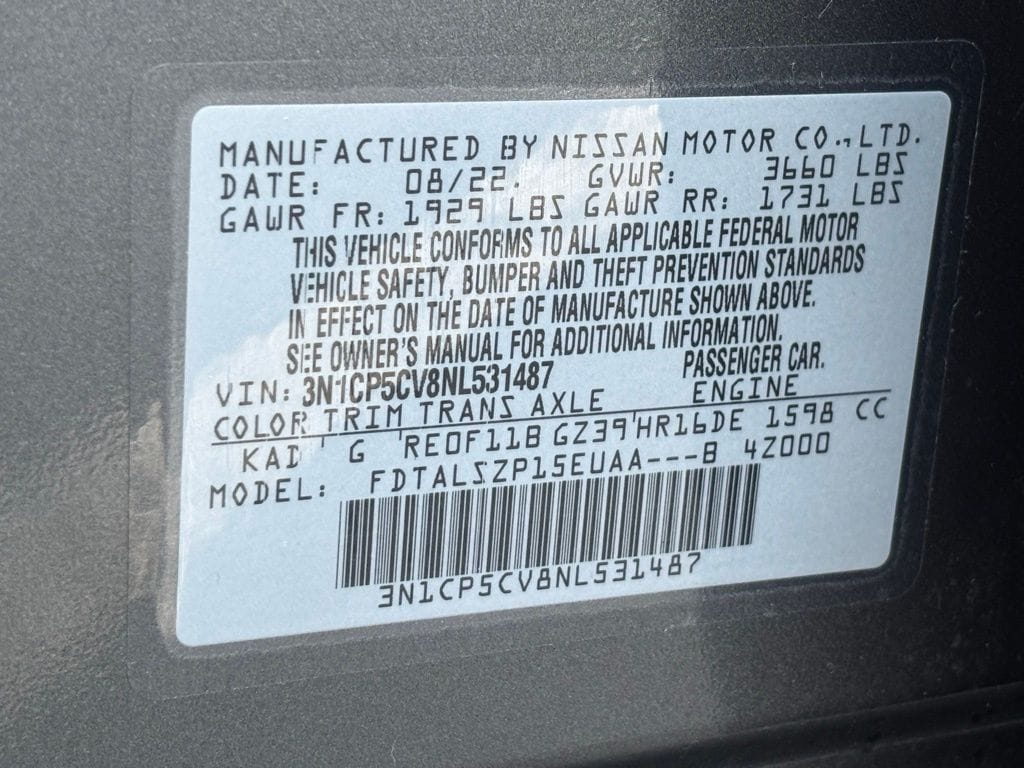 MANUFACTURED BY NISSAN MOTOR CO., LTD.
DATE: 08/22. GVWR: 3660 LBS
GAWR FR: 1929 LBS GAWR RR: 1731 LBS
THIS VEHICLE CONFORMS TO ALL APPLICABLE FEDERAL MOTOR
VEHICLE SAFETY, BUMPER AND THEFT PREVENTION STANDARDS
IN EFFECT ON THE DATE OF MANUFACTURE SHOWN ABOVE.
SEE OWNER'S MANUAL FOR ADDITIONAL INFORMATION.
VIN: 3N1CP5CV8NL531487 PASSENGER CAR.
COLOR TRIM TRANS AXLE ENGINE
KAD G RE0F11B GZ39 HR16DE 1598 CC
MODEL: FDTALSZP15EUAA---B 4Z000
3N1CP5CV8NL531487